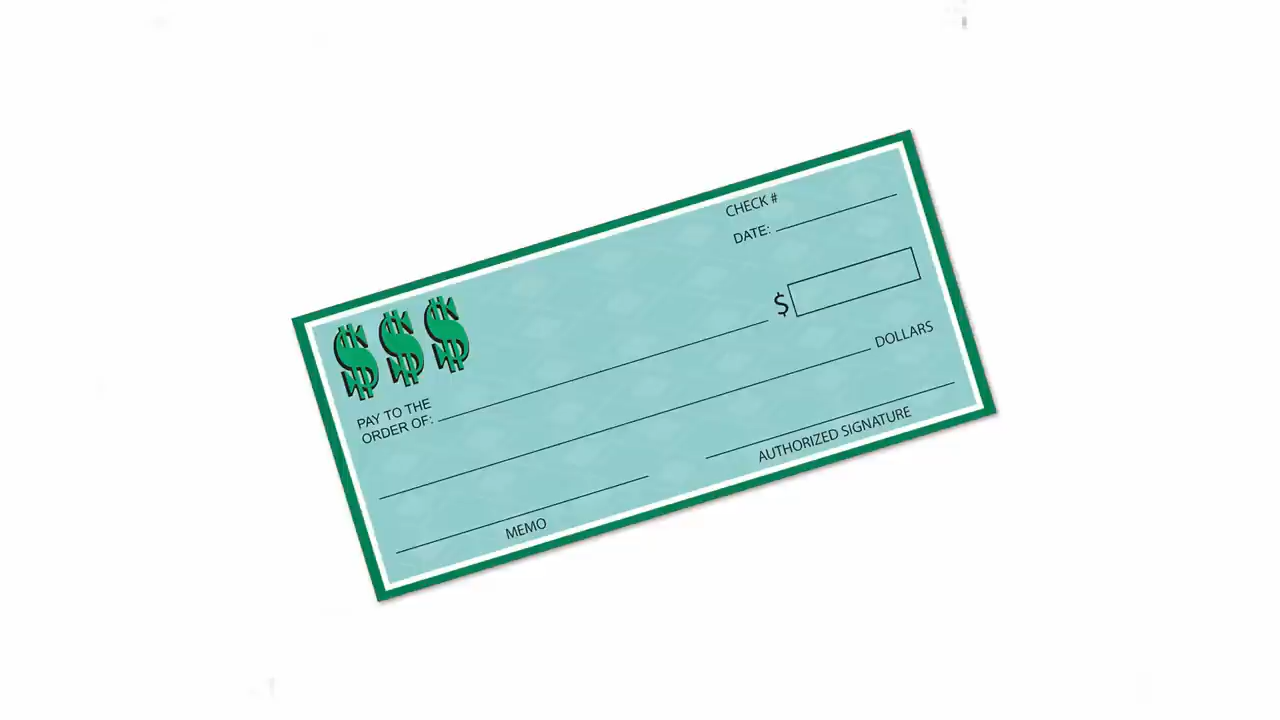 CHECK #
DATE:
$
$ $ $
DOLLARS
PAY TO THE
ORDER OF:
AUTHORIZED SIGNATURE
MEMO